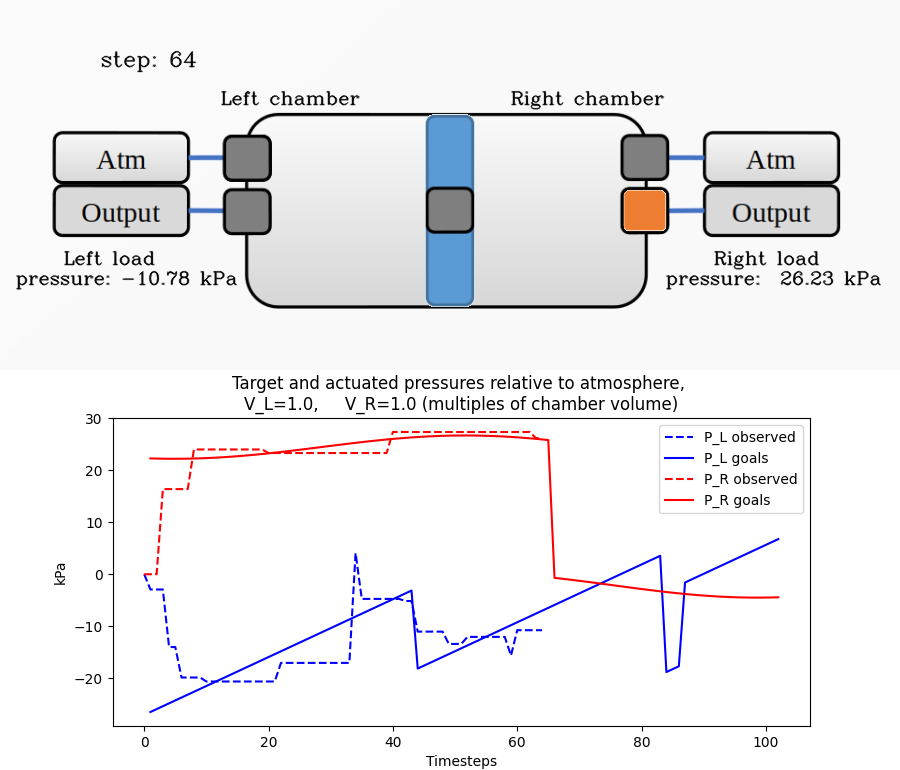 step: 64
Left chamber
Right chamber
Atm
Atm
Output
Output
Left load
pressure: −10.78 kPa
Right load
pressure: 26.23 kPa
Target and actuated pressures relative to atmosphere,
V_L=1.0, V_R=1.0 (multiples of chamber volume)
30
20
10
0
−10
−20
kPa
P_L observed
P_L goals
P_R observed
P_R goals
0 20 40 60 80 100
Timesteps